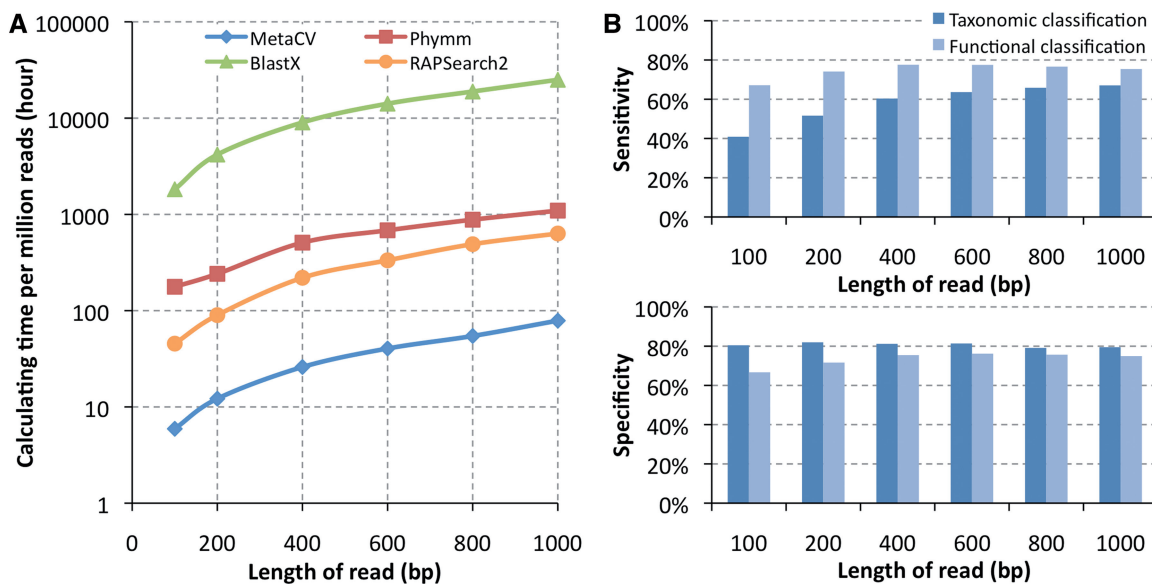 A
Calculating time per million reads (hour)
100000
10000
1000
100
10
1
MetaCV
Phymm
BlastX
RAPSearch2
0 200 400 600 800 1000
Length of read (bp)
B
Sensitivity
100%
80%
60%
40%
20%
0%
Taxonomic classification
Functional classification
100 200 400 600 800 1000
Length of read (bp)
Specificity
100%
80%
60%
40%
20%
0%
100 200 400 600 800 1000
Length of read (bp)